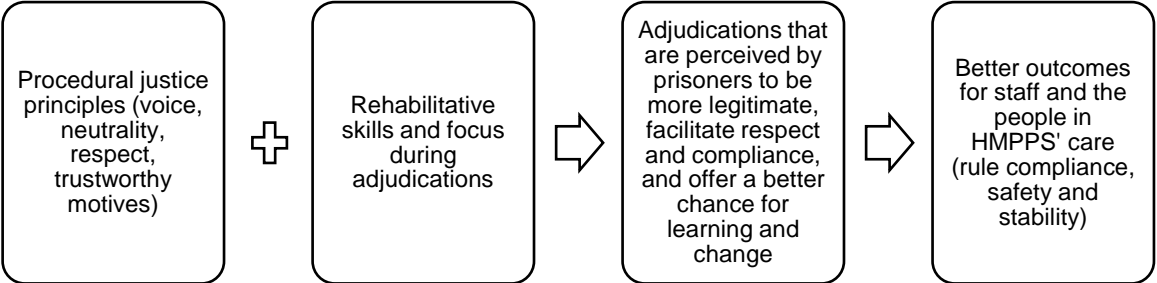 Procedural justice
principles (voice,
neutrality,
respect,
trustworthy
motives)
Rehabilitative
skills and focus
during
adjudications
Adjudications that
are perceived by
prisoners to be
more legitimate,
facilitate respect
and compliance,
and offer a better
chance for
learning and
change
Better outcomes
for staff and the
people in
HMPPS' care
(rule compliance,
safety and
stability)